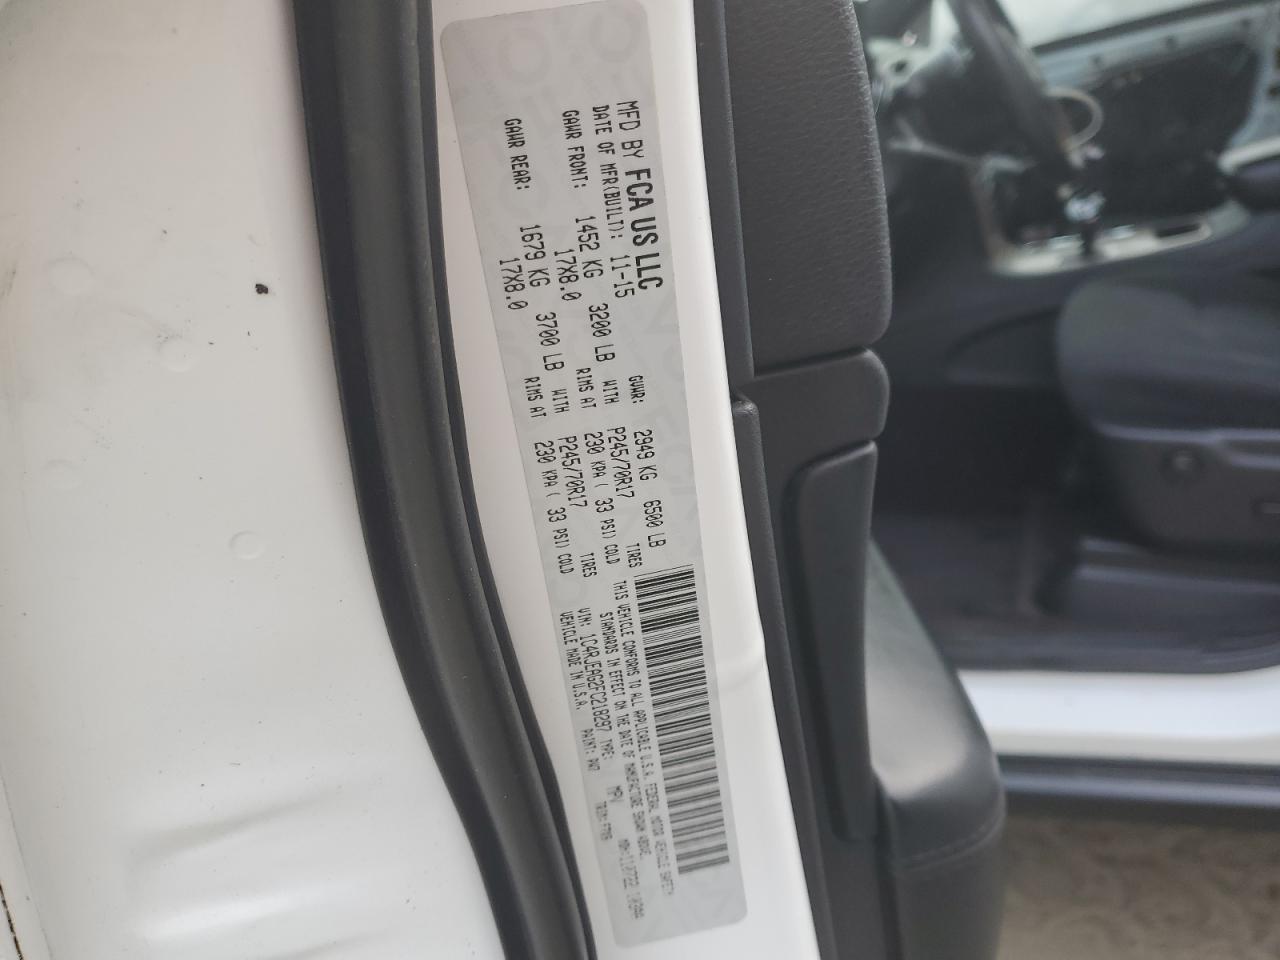 MFD BY FCA US LLC
DATE OF MFR(BUILT): 11-15 GVWR: 2949 KG 6500 LB
GAWR FRONT: 1452 KG 3200 LB WITH P245/70R17 TIRES
17X8.0 RIMS AT 230 KPA ( 33 PSI) COLD
GAWR REAR: 1679 KG 3700 LB WITH P245/70R17 TIRES
17X8.0 RIMS AT 230 KPA ( 33 PSI) COLD
THIS VEHICLE CONFORMS TO ALL APPLICABLE U.S.A. FEDERAL MOTOR VEHICLE SAFETY
STANDARDS IN EFFECT ON THE DATE OF MANUFACTURE SHOWN ABOVE.
VIN: 1C4RJEAG2FC218297 TYPE: MPV
VEHICLE MADE IN U.S.A. PAINT: PW7